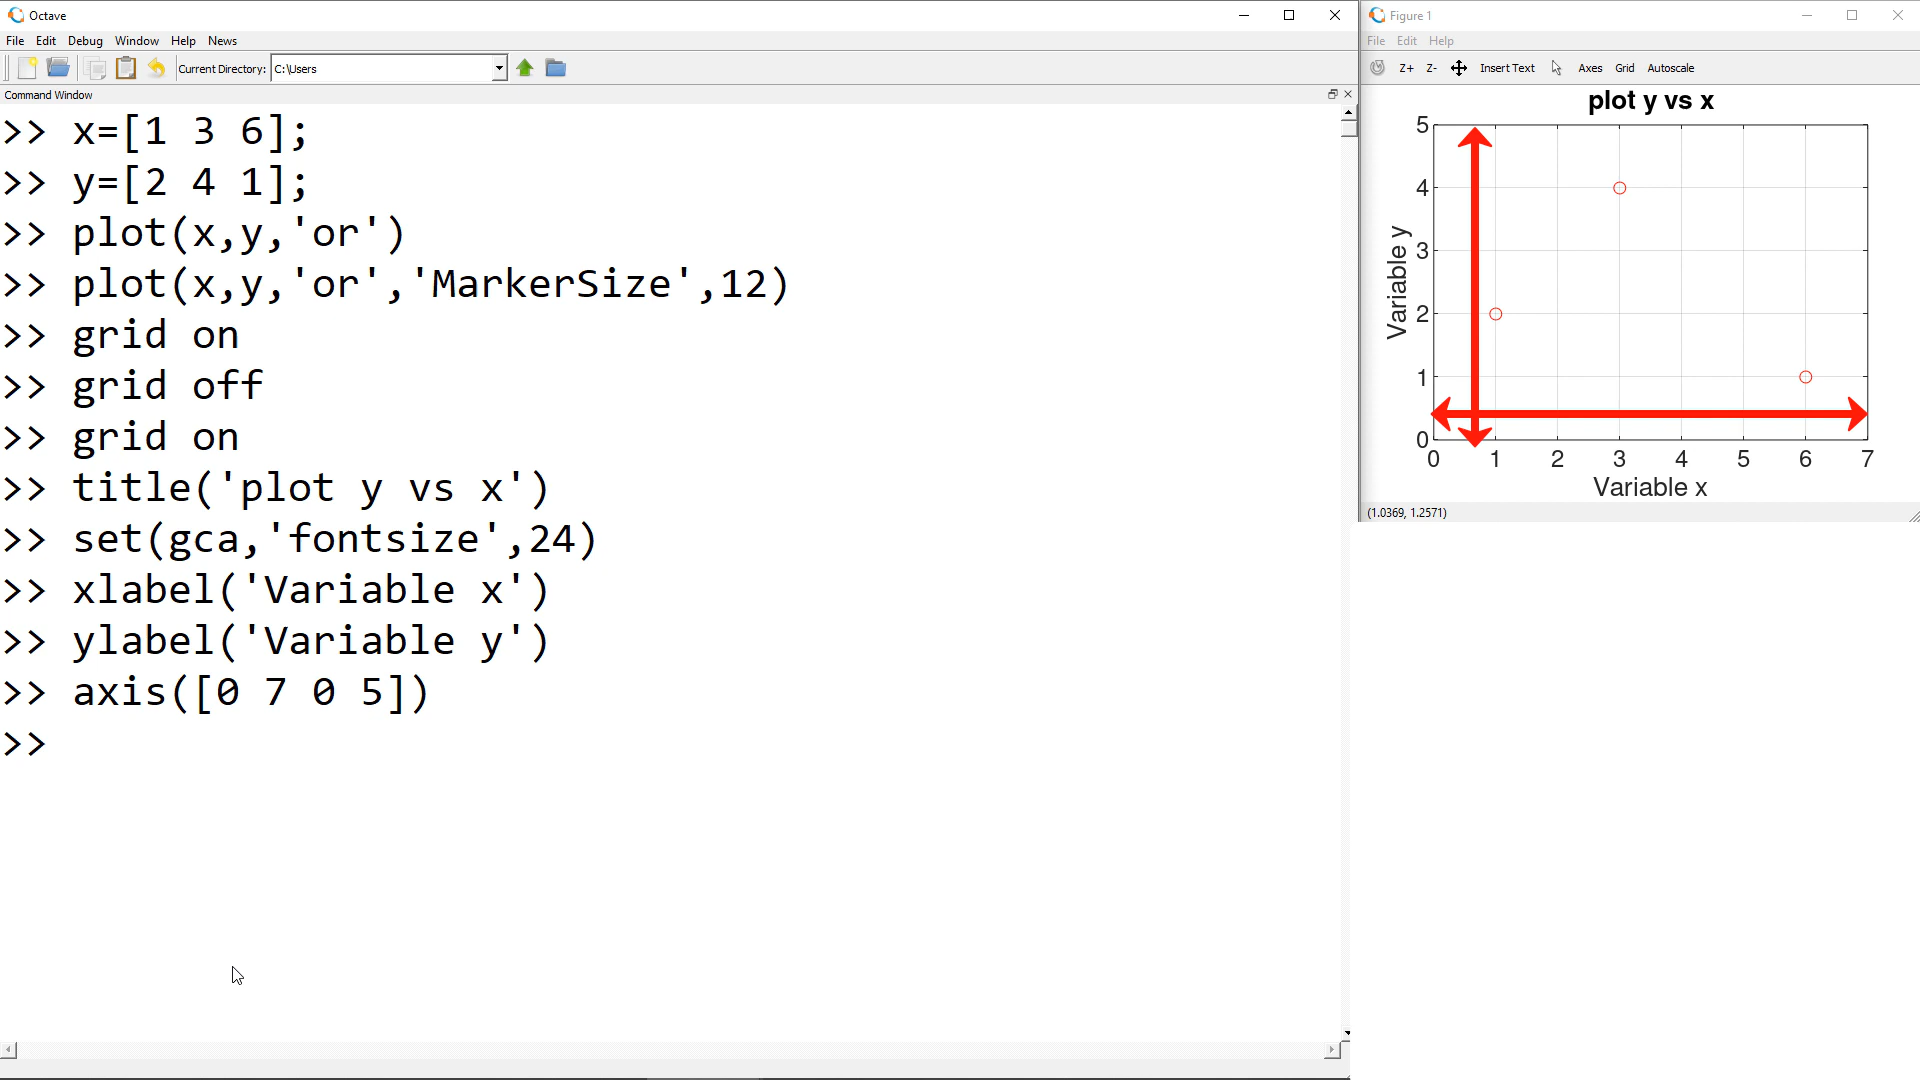 Octave
File Edit Debug Window Help News
Current Directory: C:\Users
Command Window
>> x=[1 3 6];
>> y=[2 4 1];
>> plot(x,y,'or')
>> plot(x,y,'or','MarkerSize',12)
>> grid on
>> grid off
>> grid on
>> title('plot y vs x')
>> set(gca,'fontsize',24)
>> xlabel('Variable x')
>> ylabel('Variable y')
>> axis([0 7 0 5])
>>
Figure 1
File Edit Help
Z+ Z- Insert Text Axes Grid Autoscale
plot y vs x
5
4
3
2
1
0
Variable y
0 1 2 3 4 5 6 7
Variable x
(1.0369, 1.2571)